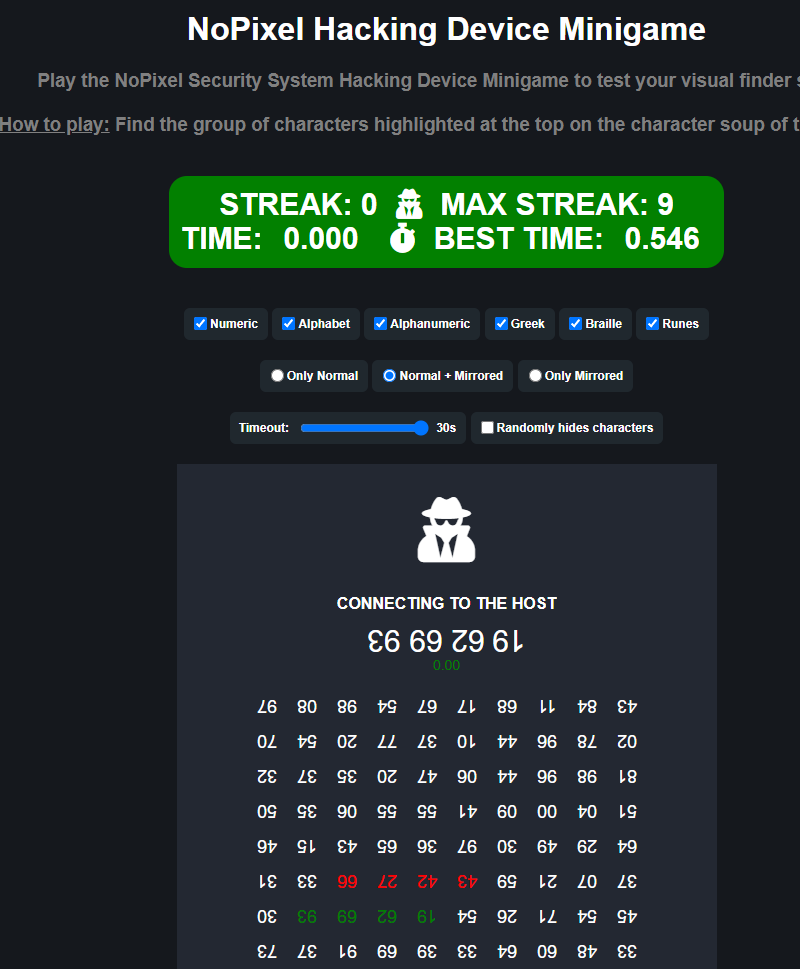 NoPixel Hacking Device Minigame
Play the NoPixel Security System Hacking Device Minigame to test your visual finder
How to play: Find the group of characters highlighted at the top on the character soup of
STREAK: 0 MAX STREAK: 9
TIME: 0.000 BEST TIME: 0.546
Numeric Alphabet Alphanumeric Greek Braille Runes
Only Normal Normal + Mirrored Only Mirrored
Timeout: 30s Randomly hides characters
CONNECTING TO THE HOST
19 62 69 93
0.00
43 84 11 68 17 67 54 98 08 97
02 78 96 44 10 37 77 20 54 70
81 98 96 44 06 47 20 35 37 32
51 04 00 09 41 55 55 06 35 50
64 29 49 30 97 36 65 43 15 46
37 07 21 59 43 42 27 66 33 31
45 54 71 26 54 19 62 69 93 30
33 48 60 64 33 39 69 91 37 73